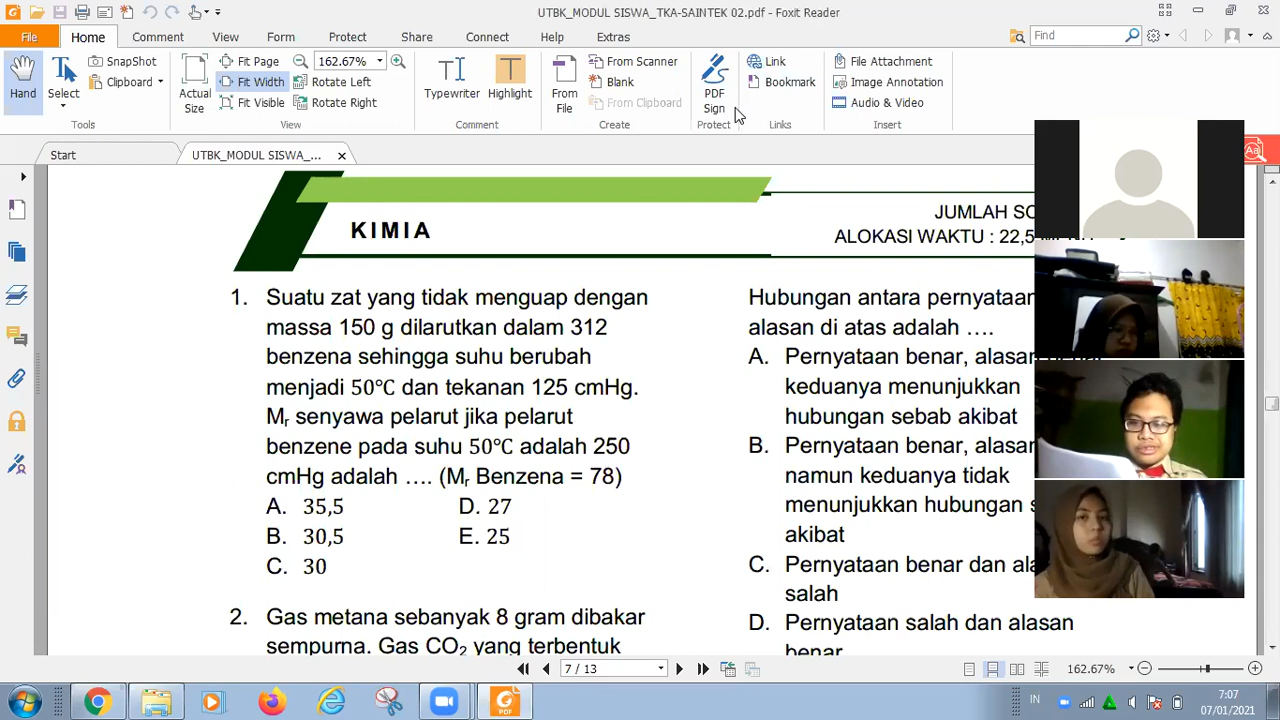 UTBK_MODUL SISWA_TKA-SAINTEK 02.pdf - Foxit Reader
File Home Comment View Form Protect Share Connect Help Extras Find
Hand
Select
SnapShot
Clipboard
Actual Size
Fit Page
Fit Width
Fit Visible
162.67%
Rotate Left
Rotate Right
Typewriter
Highlight
From File
From Scanner
Blank
From Clipboard
PDF Sign
Link
Bookmark
File Attachment
Image Annotation
Audio & Video
Tools View Comment Create Protect Links Insert
Start UTBK_MODUL SISWA_...
KIMIA
JUMLAH SO
ALOKASI WAKTU : 22,5
1. Suatu zat yang tidak menguap dengan
massa 150 g dilarutkan dalam 312
benzena sehingga suhu berubah
menjadi 50℃ dan tekanan 125 cmHg.
Mᵣ senyawa pelarut jika pelarut
benzene pada suhu 50℃ adalah 250
cmHg adalah …. (Mᵣ Benzena = 78)
A. 35,5 D. 27
B. 30,5 E. 25
C. 30
2. Gas metana sebanyak 8 gram dibakar
sempurna. Gas CO₂ yang terbentuk
Hubungan antara pernyataan
alasan di atas adalah ….
A. Pernyataan benar, alasan
keduanya menunjukkan
hubungan sebab akibat
B. Pernyataan benar, alasan
namun keduanya tidak
menunjukkan hubungan s
akibat
C. Pernyataan benar dan ala
salah
D. Pernyataan salah dan alasan
benar
7 / 13
162.67%
IN
7:07
07/01/2021